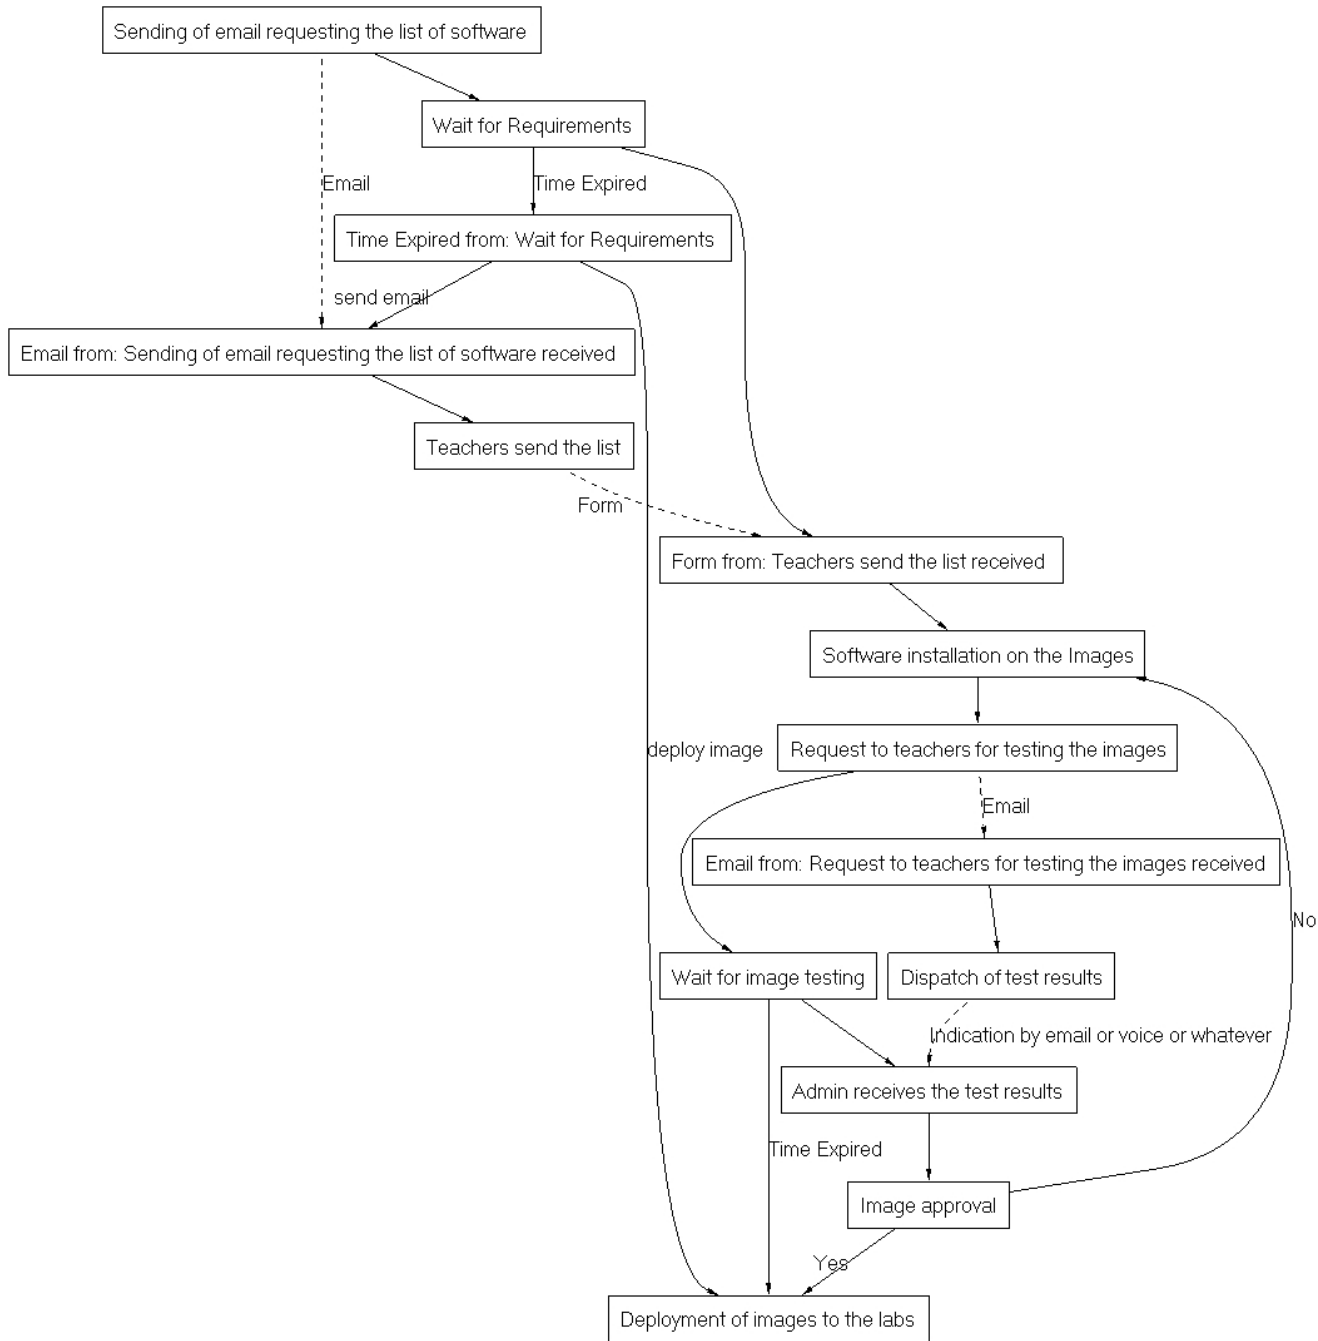 Sending of email requesting the list of software
Wait for Requirements
Email
Time Expired
Time Expired from: Wait for Requirements
send email
Email from: Sending of email requesting the list of software received
Teachers send the list
Form
Form from: Teachers send the list received
Software installation on the Images
deploy image
Request to teachers for testing the images
Email
Email from: Request to teachers for testing the images received
No
Wait for image testing
Dispatch of test results
Indication by email or voice or whatever
Admin receives the test results
Time Expired
Image approval
Yes
Deployment of images to the labs